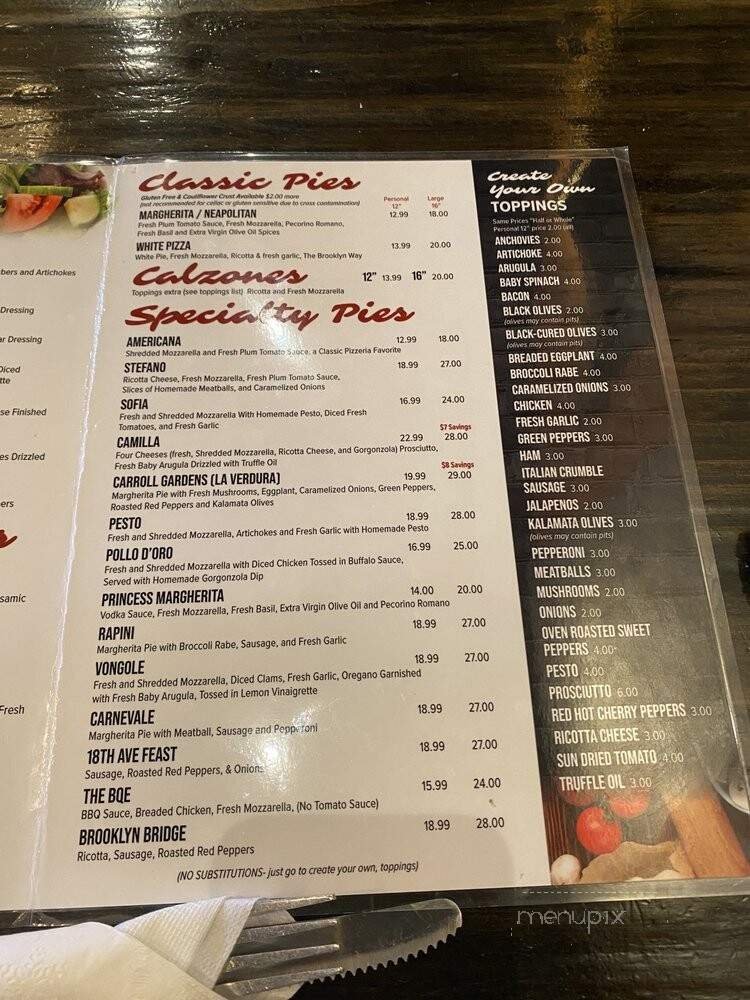 bers and Artichokes
Dressing
ar Dressing
Diced
tte
se Finished
es Drizzled
ers
samic
Fresh
Classic Pies
Gluten Free & Cauliflower Crust Available $2.00 more
(not recommended for celiac or gluten sensitive due to cross contamination)
Personal Large
12" 16"
MARGHERITA / NEAPOLITAN 12.99 18.00
Fresh Plum Tomato Sauce, Fresh Mozzarella, Pecorino Romano,
Fresh Basil and Extra Virgin Olive Oil Spices
WHITE PIZZA 13.99 20.00
White Pie, Fresh Mozzarella, Ricotta & fresh garlic, The Brooklyn Way
Calzones 12" 13.99 16" 20.00
Toppings extra (see toppings list) Ricotta and Fresh Mozzarella
Specialty Pies
AMERICANA 12.99 18.00
Shredded Mozzarella and Fresh Plum Tomato Sauce, a Classic Pizzeria Favorite
STEFANO 18.99 27.00
Ricotta Cheese, Fresh Mozzarella, Fresh Plum Tomato Sauce,
Slices of Homemade Meatballs, and Caramelized Onions
SOFIA 16.99 24.00
Fresh and Shredded Mozzarella With Homemade Pesto, Diced Fresh
Tomatoes, and Fresh Garlic
$7 Savings
CAMILLA 22.99 28.00
Four Cheeses (fresh, Shredded Mozzarella, Ricotta Cheese, and Gorgonzola) Prosciutto,
Fresh Baby Arugula Drizzled with Truffle Oil
$8 Savings
CARROLL GARDENS (LA VERDURA) 19.99 29.00
Margherita Pie with Fresh Mushrooms, Eggplant, Caramelized Onions, Green Peppers,
Roasted Red Peppers and Kalamata Olives
PESTO 18.99 28.00
Fresh and Shredded Mozzarella, Artichokes and Fresh Garlic with Homemade Pesto
POLLO D'ORO 16.99 25.00
Fresh and Shredded Mozzarella with Diced Chicken Tossed in Buffalo Sauce,
Served with Homemade Gorgonzola Dip
PRINCESS MARGHERITA 14.00 20.00
Vodka Sauce, Fresh Mozzarella, Fresh Basil, Extra Virgin Olive Oil and Pecorino Romano
RAPINI 18.99 27.00
Margherita Pie with Broccoli Rabe, Sausage, and Fresh Garlic
VONGOLE 18.99 27.00
Fresh and Shredded Mozzarella, Diced Clams, Fresh Garlic, Oregano Garnished
with Fresh Baby Arugula, Tossed in Lemon Vinaigrette
CARNEVALE 18.99 27.00
Margherita Pie with Meatball, Sausage and Pepperoni
18TH AVE FEAST 18.99 27.00
Sausage, Roasted Red Peppers, & Onions
THE BQE 15.99 24.00
BBQ Sauce, Breaded Chicken, Fresh Mozzarella, (No Tomato Sauce)
BROOKLYN BRIDGE 18.99 28.00
Ricotta, Sausage, Roasted Red Peppers
(NO SUBSTITUTIONS- just go to create your own, toppings)
Create
Your Own
TOPPINGS
Same Prices "Half or Whole"
Personal 12" price 2.00 (all)
ANCHOVIES 2.00
ARTICHOKE 4.00
ARUGULA 3.00
BABY SPINACH 4.00
BACON 4.00
BLACK OLIVES 2.00
(olives may contain pits)
BLACK-CURED OLIVES 3.00
(olives may contain pits)
BREADED EGGPLANT 4.00
BROCCOLI RABE 4.00
CARAMELIZED ONIONS 3.00
CHICKEN 4.00
FRESH GARLIC 2.00
GREEN PEPPERS 3.00
HAM 3.00
ITALIAN CRUMBLE
SAUSAGE 3.00
JALAPENOS 2.00
KALAMATA OLIVES 3.00
(olives may contain pits)
PEPPERONI 3.00
MEATBALLS 3.00
MUSHROOMS 2.00
ONIONS 2.00
OVEN ROASTED SWEET
PEPPERS 4.00
PESTO 4.00
PROSCIUTTO 6.00
RED HOT CHERRY PEPPERS 3.00
RICOTTA CHEESE 3.00
SUN DRIED TOMATO 4.00
TRUFFLE OIL 3.00
menupix